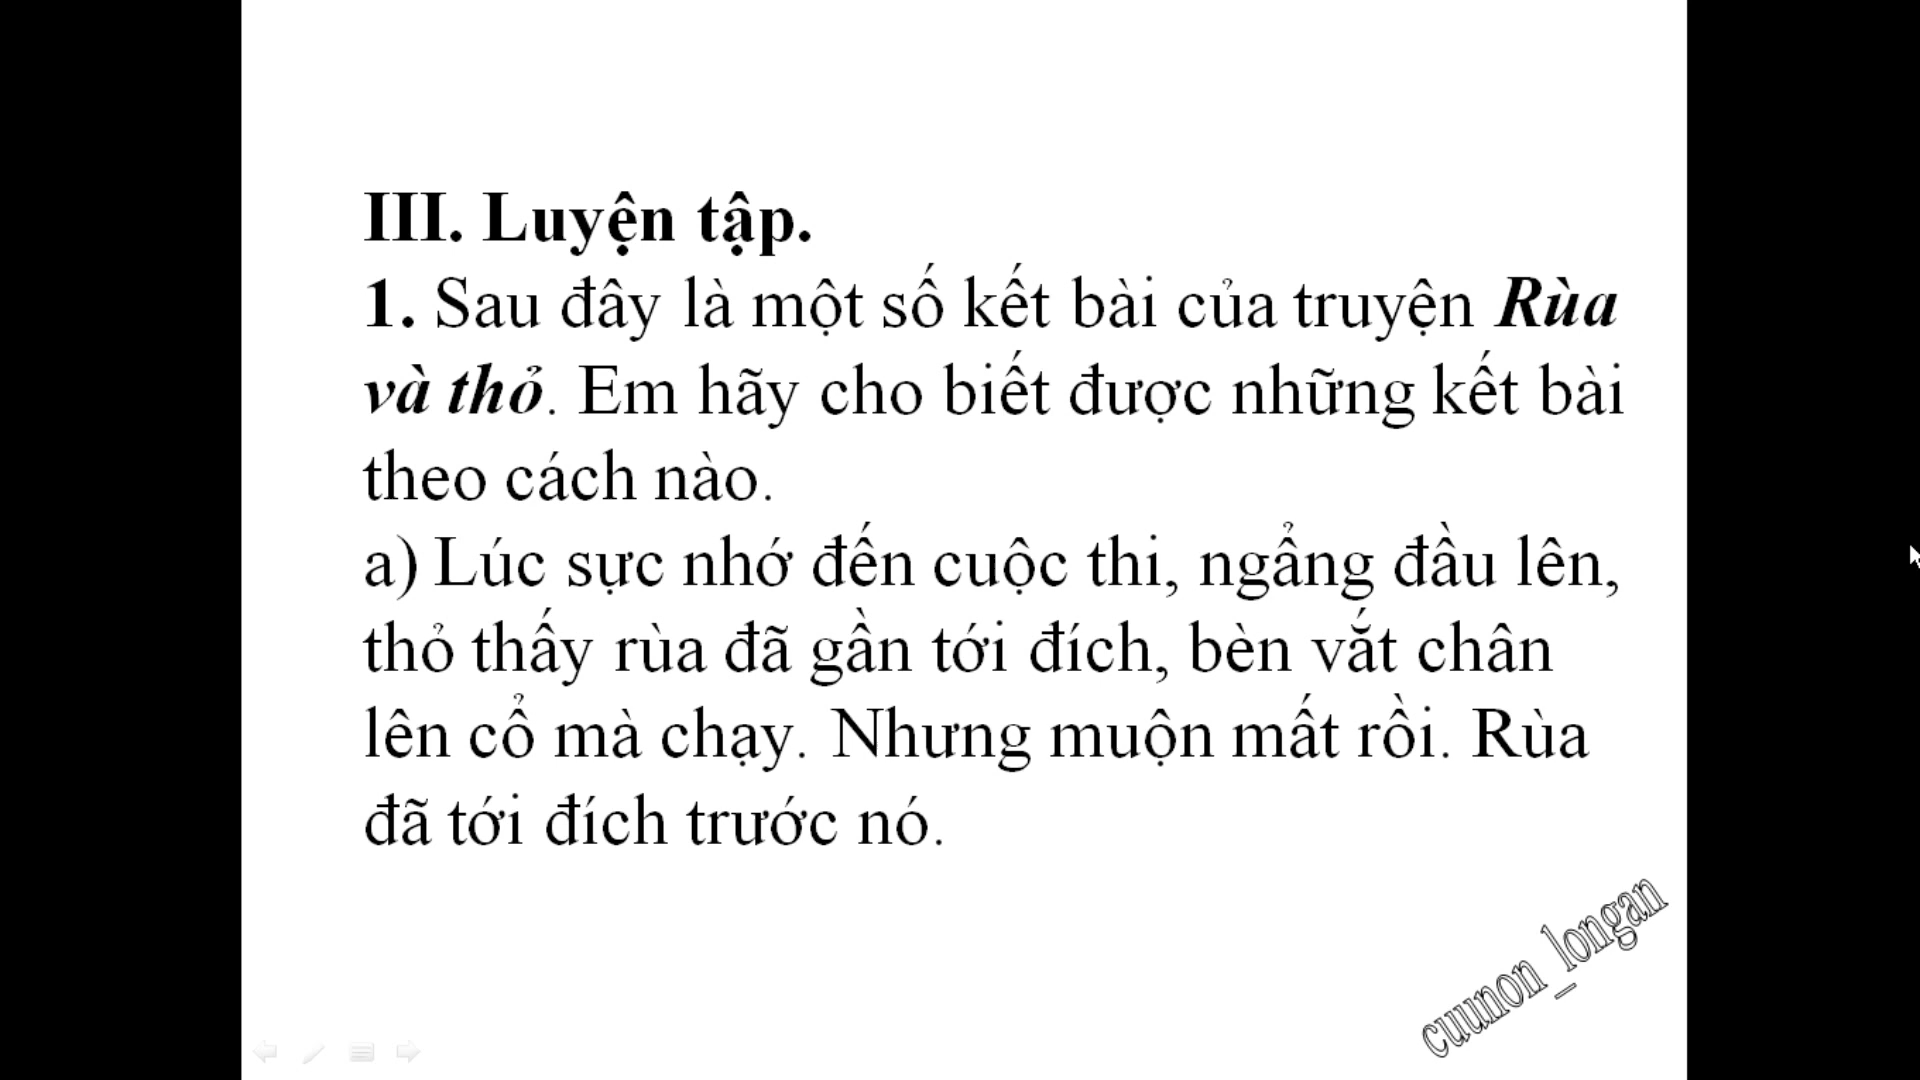 III. Luyện tập.
1. Sau đây là một số kết bài của truyện Rùa
và thỏ. Em hãy cho biết được những kết bài
theo cách nào.
a) Lúc sực nhớ đến cuộc thi, ngẩng đầu lên,
thỏ thấy rùa đã gần tới đích, bèn vắt chân
lên cổ mà chạy. Nhưng muộn mất rồi. Rùa
đã tới đích trước nó.
cuunon_longan